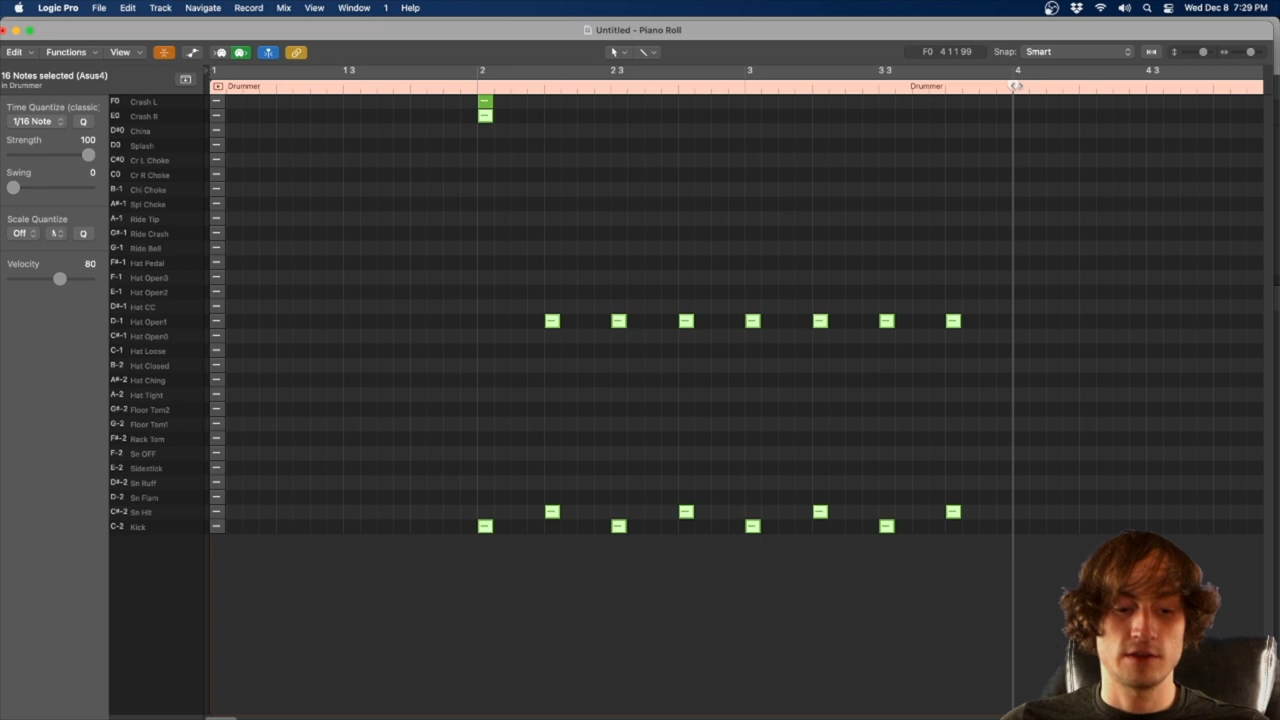 Logic Pro File Edit Track Navigate Record Mix View Window 1 Help Wed Dec 8 7:29 PM
Untitled - Piano Roll
Edit Functions View F0 4 1 1 99 Snap: Smart
16 Notes selected (Asus4)
in Drummer
1 1 3 2 2 3 3 3 3 4 4 3
Drummer Drummer
Time Quantize (classic)
1/16 Note Q
Strength 100
Swing 0
Scale Quantize
Off Q
Velocity 80
F0 Crash L
E0 Crash R
D#0 China
D0 Splash
C#0 Cr L Choke
C0 Cr R Choke
B-1 Chi Choke
A#-1 Spl Choke
A-1 Ride Tip
G#-1 Ride Crash
G-1 Ride Bell
F#-1 Hat Pedal
F-1 Hat Open3
E-1 Hat Open2
D#-1 Hat CC
D-1 Hat Open1
C#-1 Hat Open0
C-1 Hat Loose
B-2 Hat Closed
A#-2 Hat Ching
A-2 Hat Tight
G#-2 Floor Tom2
G-2 Floor Tom1
F#-2 Rack Tom
F-2 Sn OFF
E-2 Sidestick
D#-2 Sn Ruff
D-2 Sn Flam
C#-2 Sn Hit
C-2 Kick